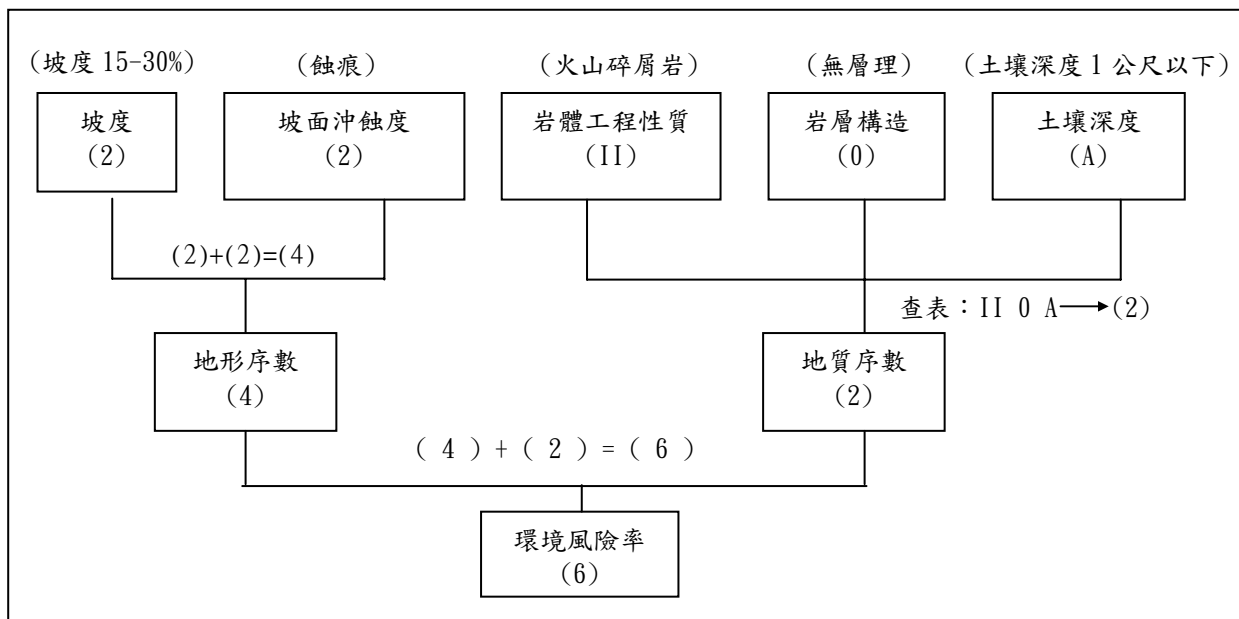 (坡度 15-30%) (蝕痕) (火山碎屑岩) (無層理) (土壤深度 1 公尺以下)
坡度 坡面沖蝕度 岩體工程性質 岩層構造 土壤深度
(2) (2) (II) (0) (A)
(2)+(2)=(4)
查表：II 0 A→(2)
地形序數 地質序數
(4) (2)
( 4 ) + ( 2 ) = ( 6 )
環境風險率
(6)